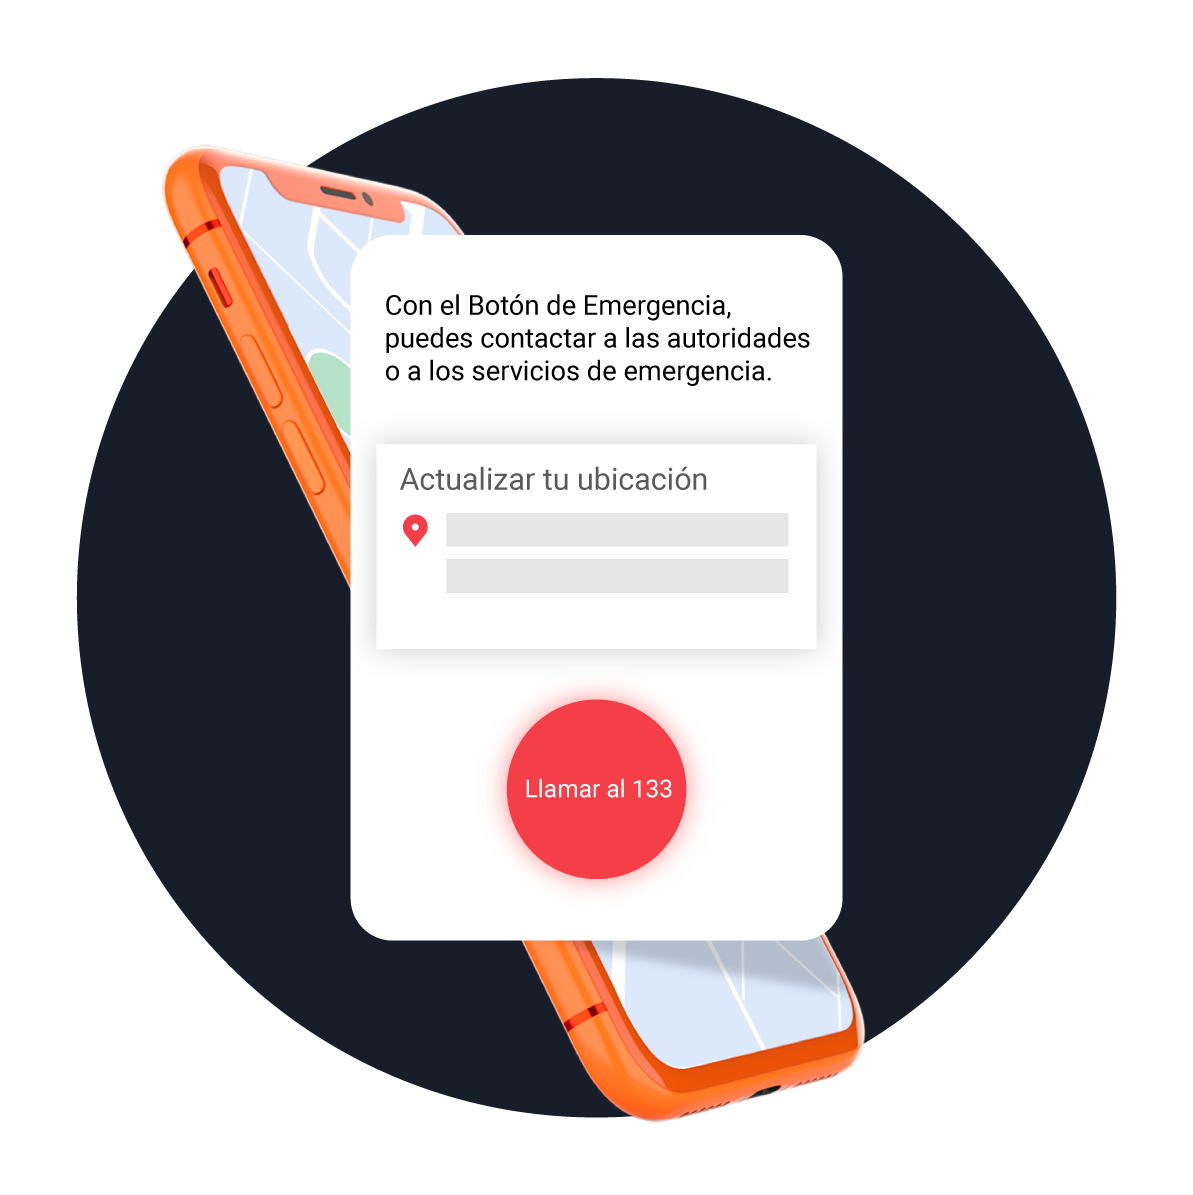 Con el Botón de Emergencia,
puedes contactar a las autoridades
o a los servicios de emergencia.
Actualizar tu ubicación
Llamar al 133